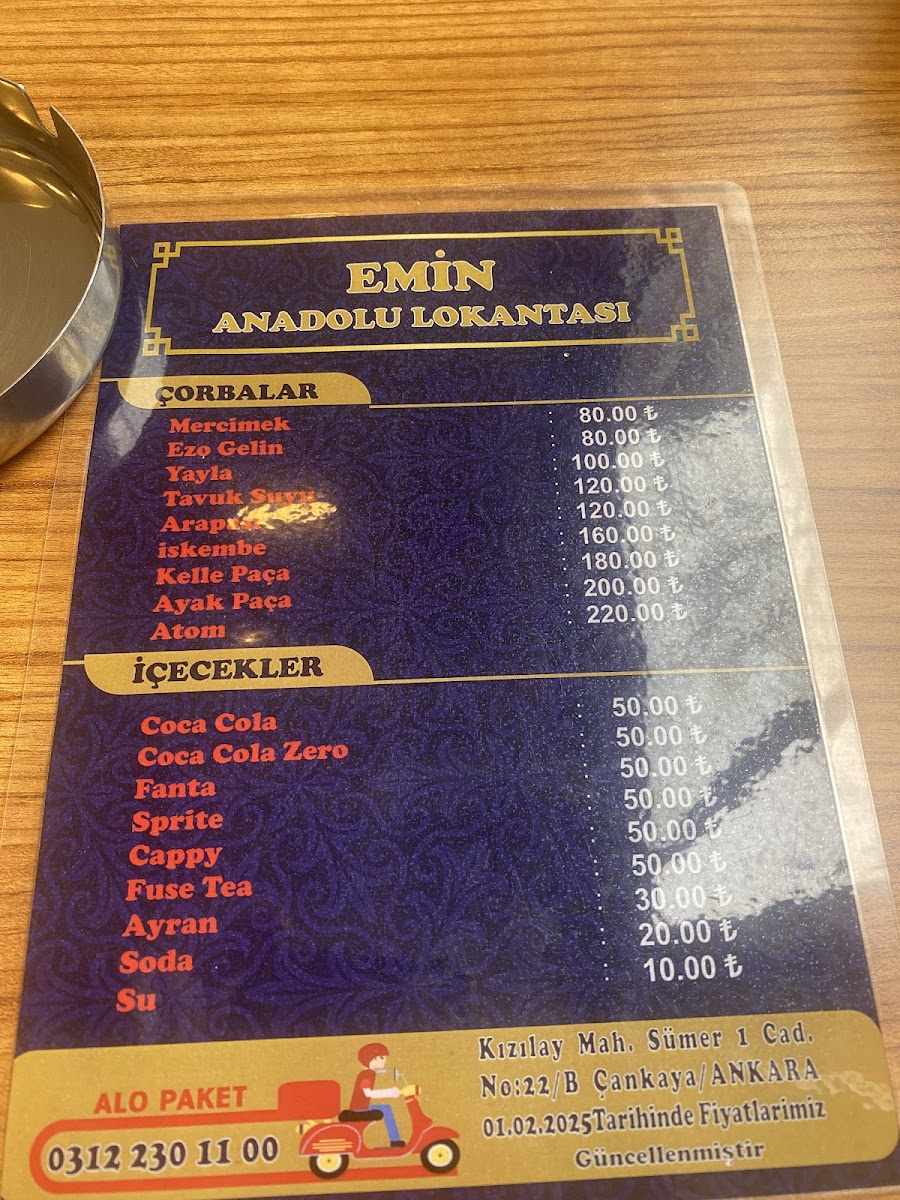 EMİN
ANADOLU LOKANTASI
ÇORBALAR
Mercimek : 80.00 ₺
Ezo Gelin : 80.00 ₺
Yayla : 100.00 ₺
Tavuk Suyu : 120.00 ₺
: 120.00 ₺
iskembe : 160.00 ₺
Kelle Paça : 180.00 ₺
Ayak Paça : 200.00 ₺
Atom : 220.00 ₺
İÇECEKLER
Coca Cola : 50.00 ₺
Coca Cola Zero : 50.00 ₺
Fanta : 50.00 ₺
Sprite : 50.00 ₺
Cappy : 50.00 ₺
Fuse Tea : 50.00 ₺
Ayran : 30.00 ₺
Soda : 20.00 ₺
Su : 10.00 ₺
ALO PAKET
0312 230 11 00
Kızılay Mah. Sümer 1 Cad.
No:22/B Çankaya/ANKARA
01.02.2025Tarihinde Fiyatlarimiz
Güncellenmiştir